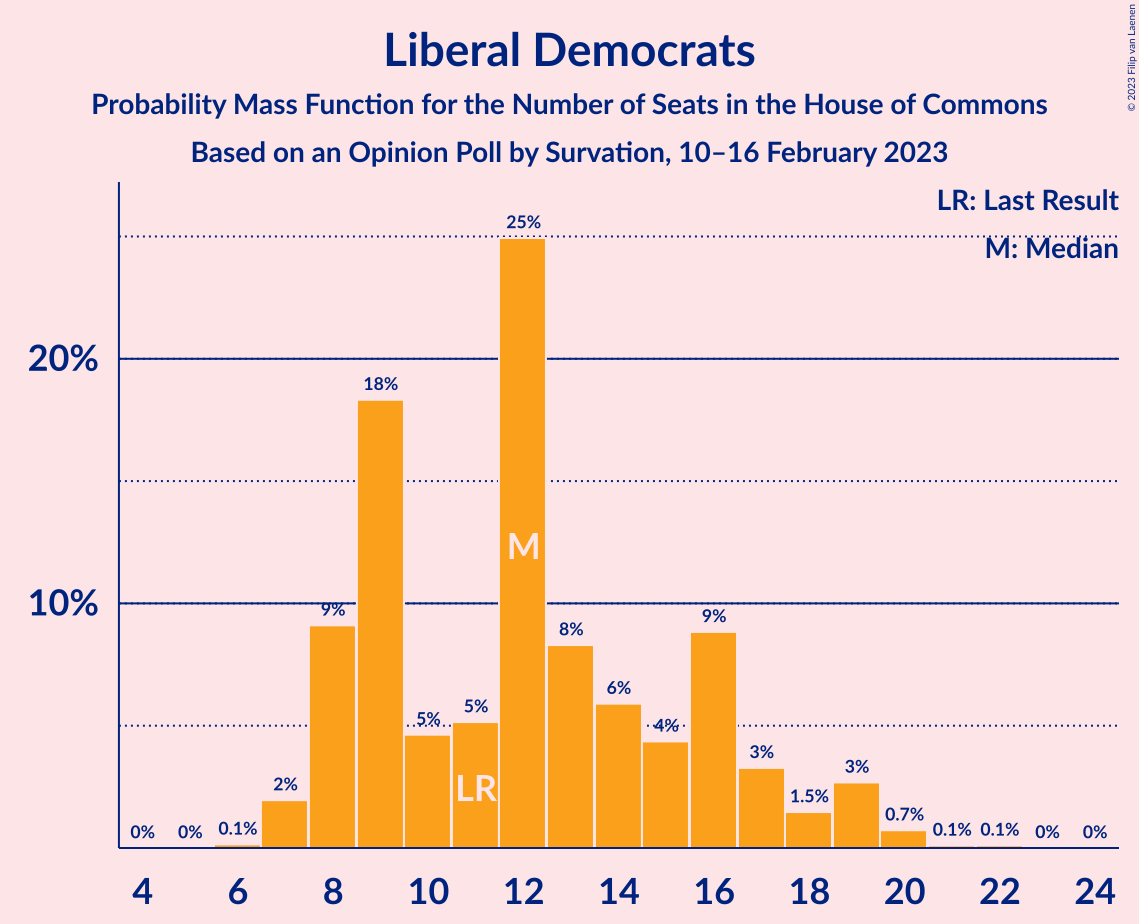 Liberal Democrats
Probability Mass Function for the Number of Seats in the House of Commons
Based on an Opinion Poll by Survation, 10–16 February 2023
© 2023 Filip van Laenen
LR: Last Result
M: Median
20%
10%
0%
0%
0.1%
2%
9%
18%
5%
5%
25%
8%
6%
4%
9%
3%
1.5%
3%
0.7%
0.1%
0.1%
0%
0%
M
LR
4 6 8 10 12 14 16 18 20 22 24